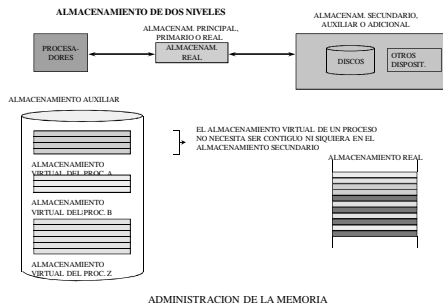 ALMACENAMIENTO DE DOS NIVELES
ALMACENAM. PRINCIPAL,
PRIMARIO O REAL
ALMACENAM. SECUNDARIO,
AUXILIAR O ADICIONAL
PROCESA-
DORES
ALMACENAM.
REAL
DISCOS
OTROS
DISPOSIT.
ALMACENAMIENTO AUXILIAR
EL ALMACENAMIENTO VIRTUAL DE UN PROCESO
NO NECESITA SER CONTIGUO NI SIQUIERA EN EL
ALMACENAMIENTO SECUNDARIO
ALMACENAMIENTO REAL
ALMACENAMIENTO
VIRTUAL DEL PROC. A
ALMACENAMIENTO
VIRTUAL DEL PROC. B
ALMACENAMIENTO
VIRTUAL DEL PROC. Z
ADMINISTRACION DE LA MEMORIA